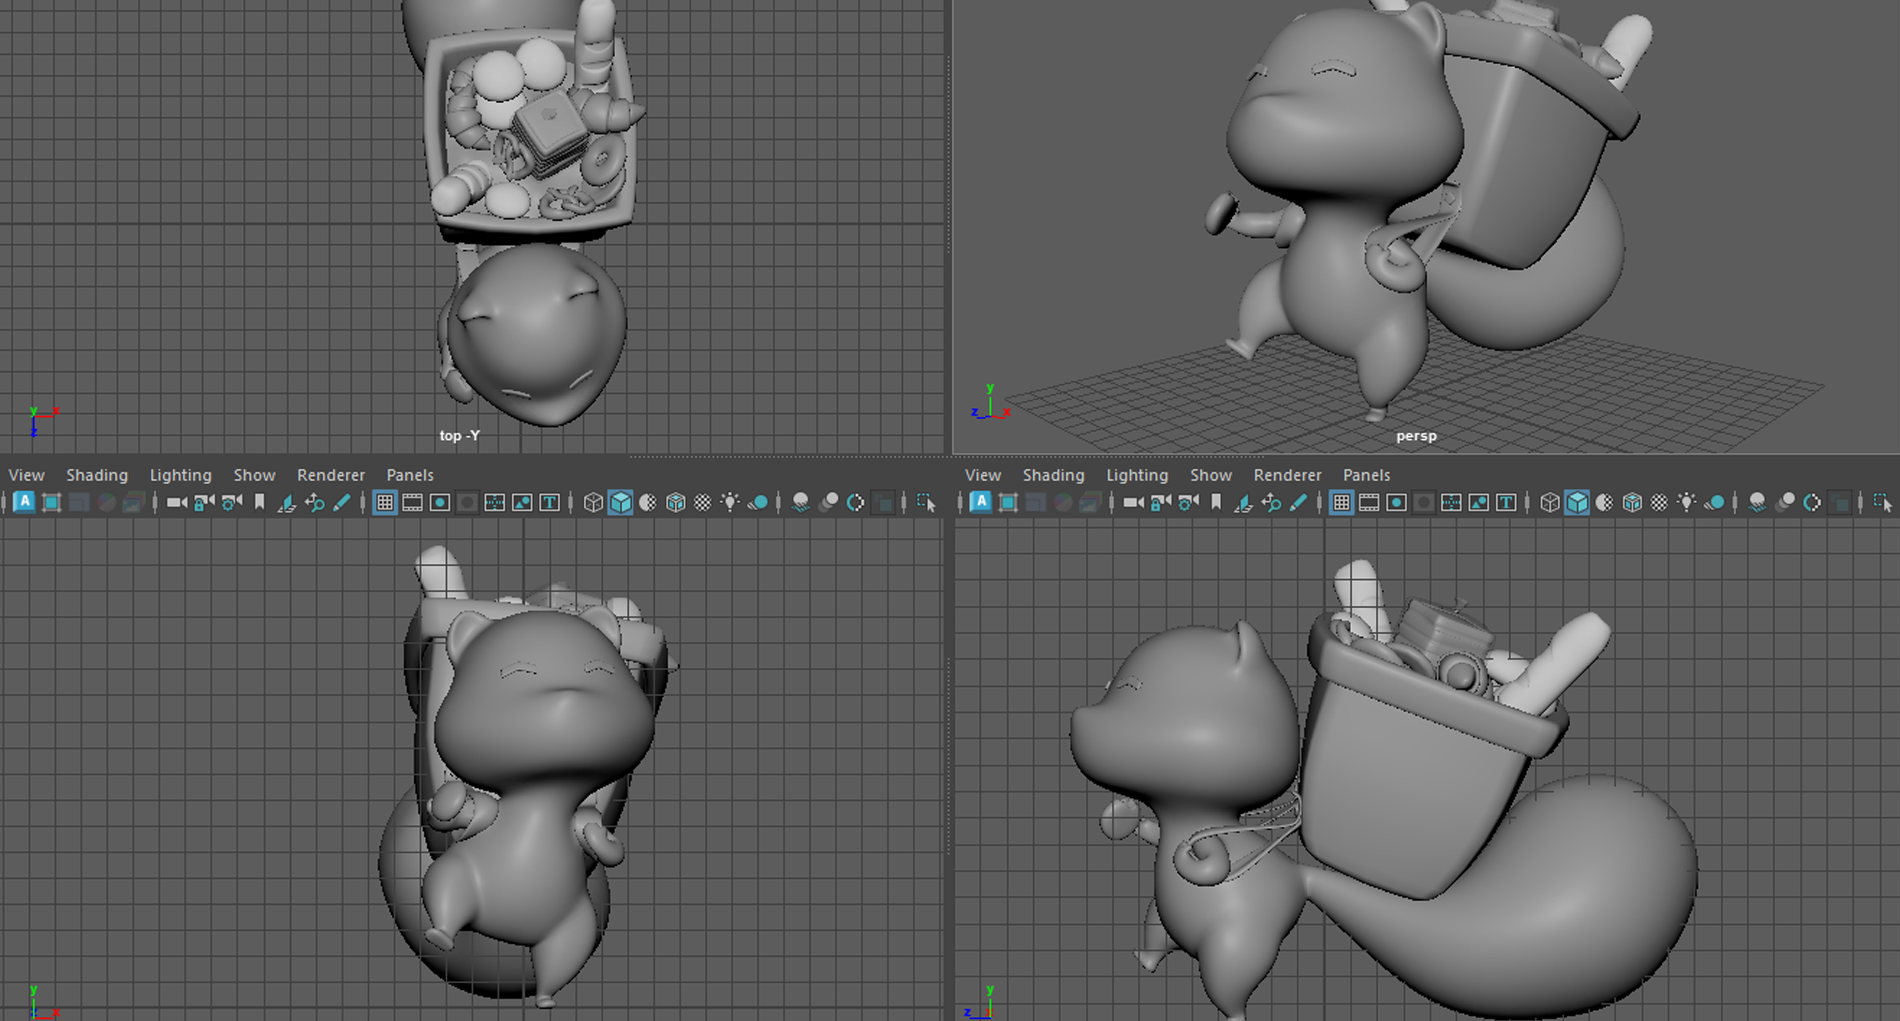 top -Y
persp
View Shading Lighting Show Renderer Panels
View Shading Lighting Show Renderer Panels
A T A T
y x z
y z x
y z x
y z